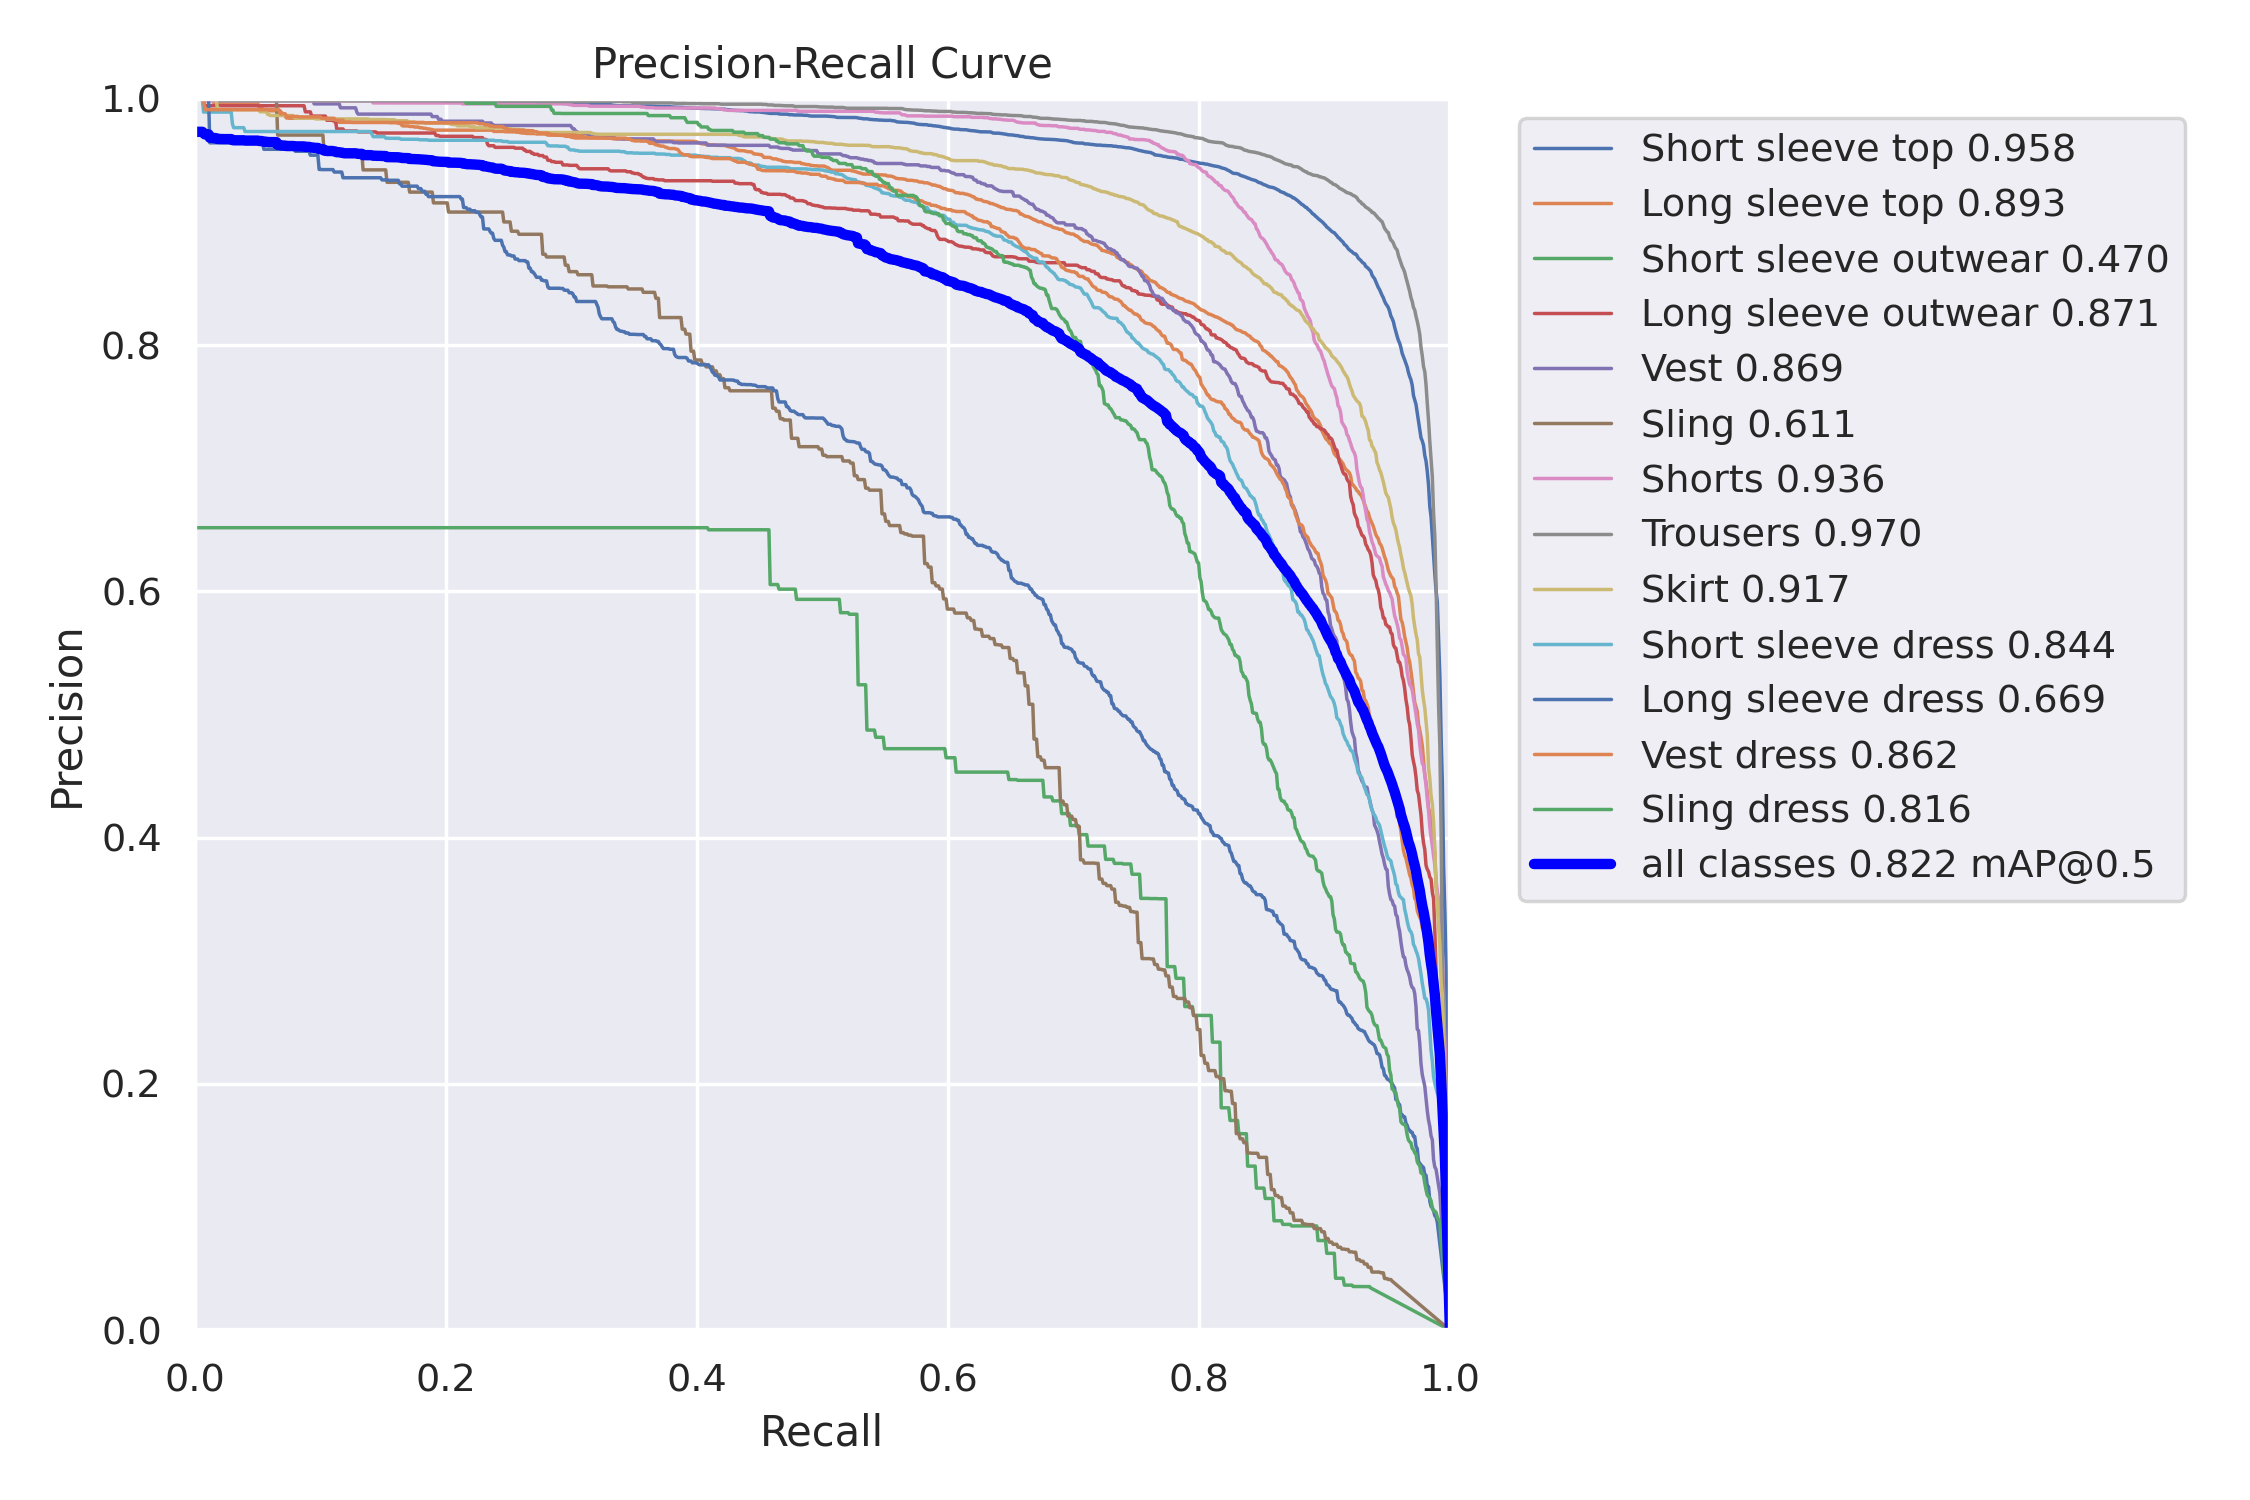 Precision-Recall Curve
1.0
0.8
0.6
0.4
0.2
0.0
Precision
0.0 0.2 0.4 0.6 0.8 1.0
Recall
Short sleeve top 0.958
Long sleeve top 0.893
Short sleeve outwear 0.470
Long sleeve outwear 0.871
Vest 0.869
Sling 0.611
Shorts 0.936
Trousers 0.970
Skirt 0.917
Short sleeve dress 0.844
Long sleeve dress 0.669
Vest dress 0.862
Sling dress 0.816
all classes 0.822 mAP@0.5